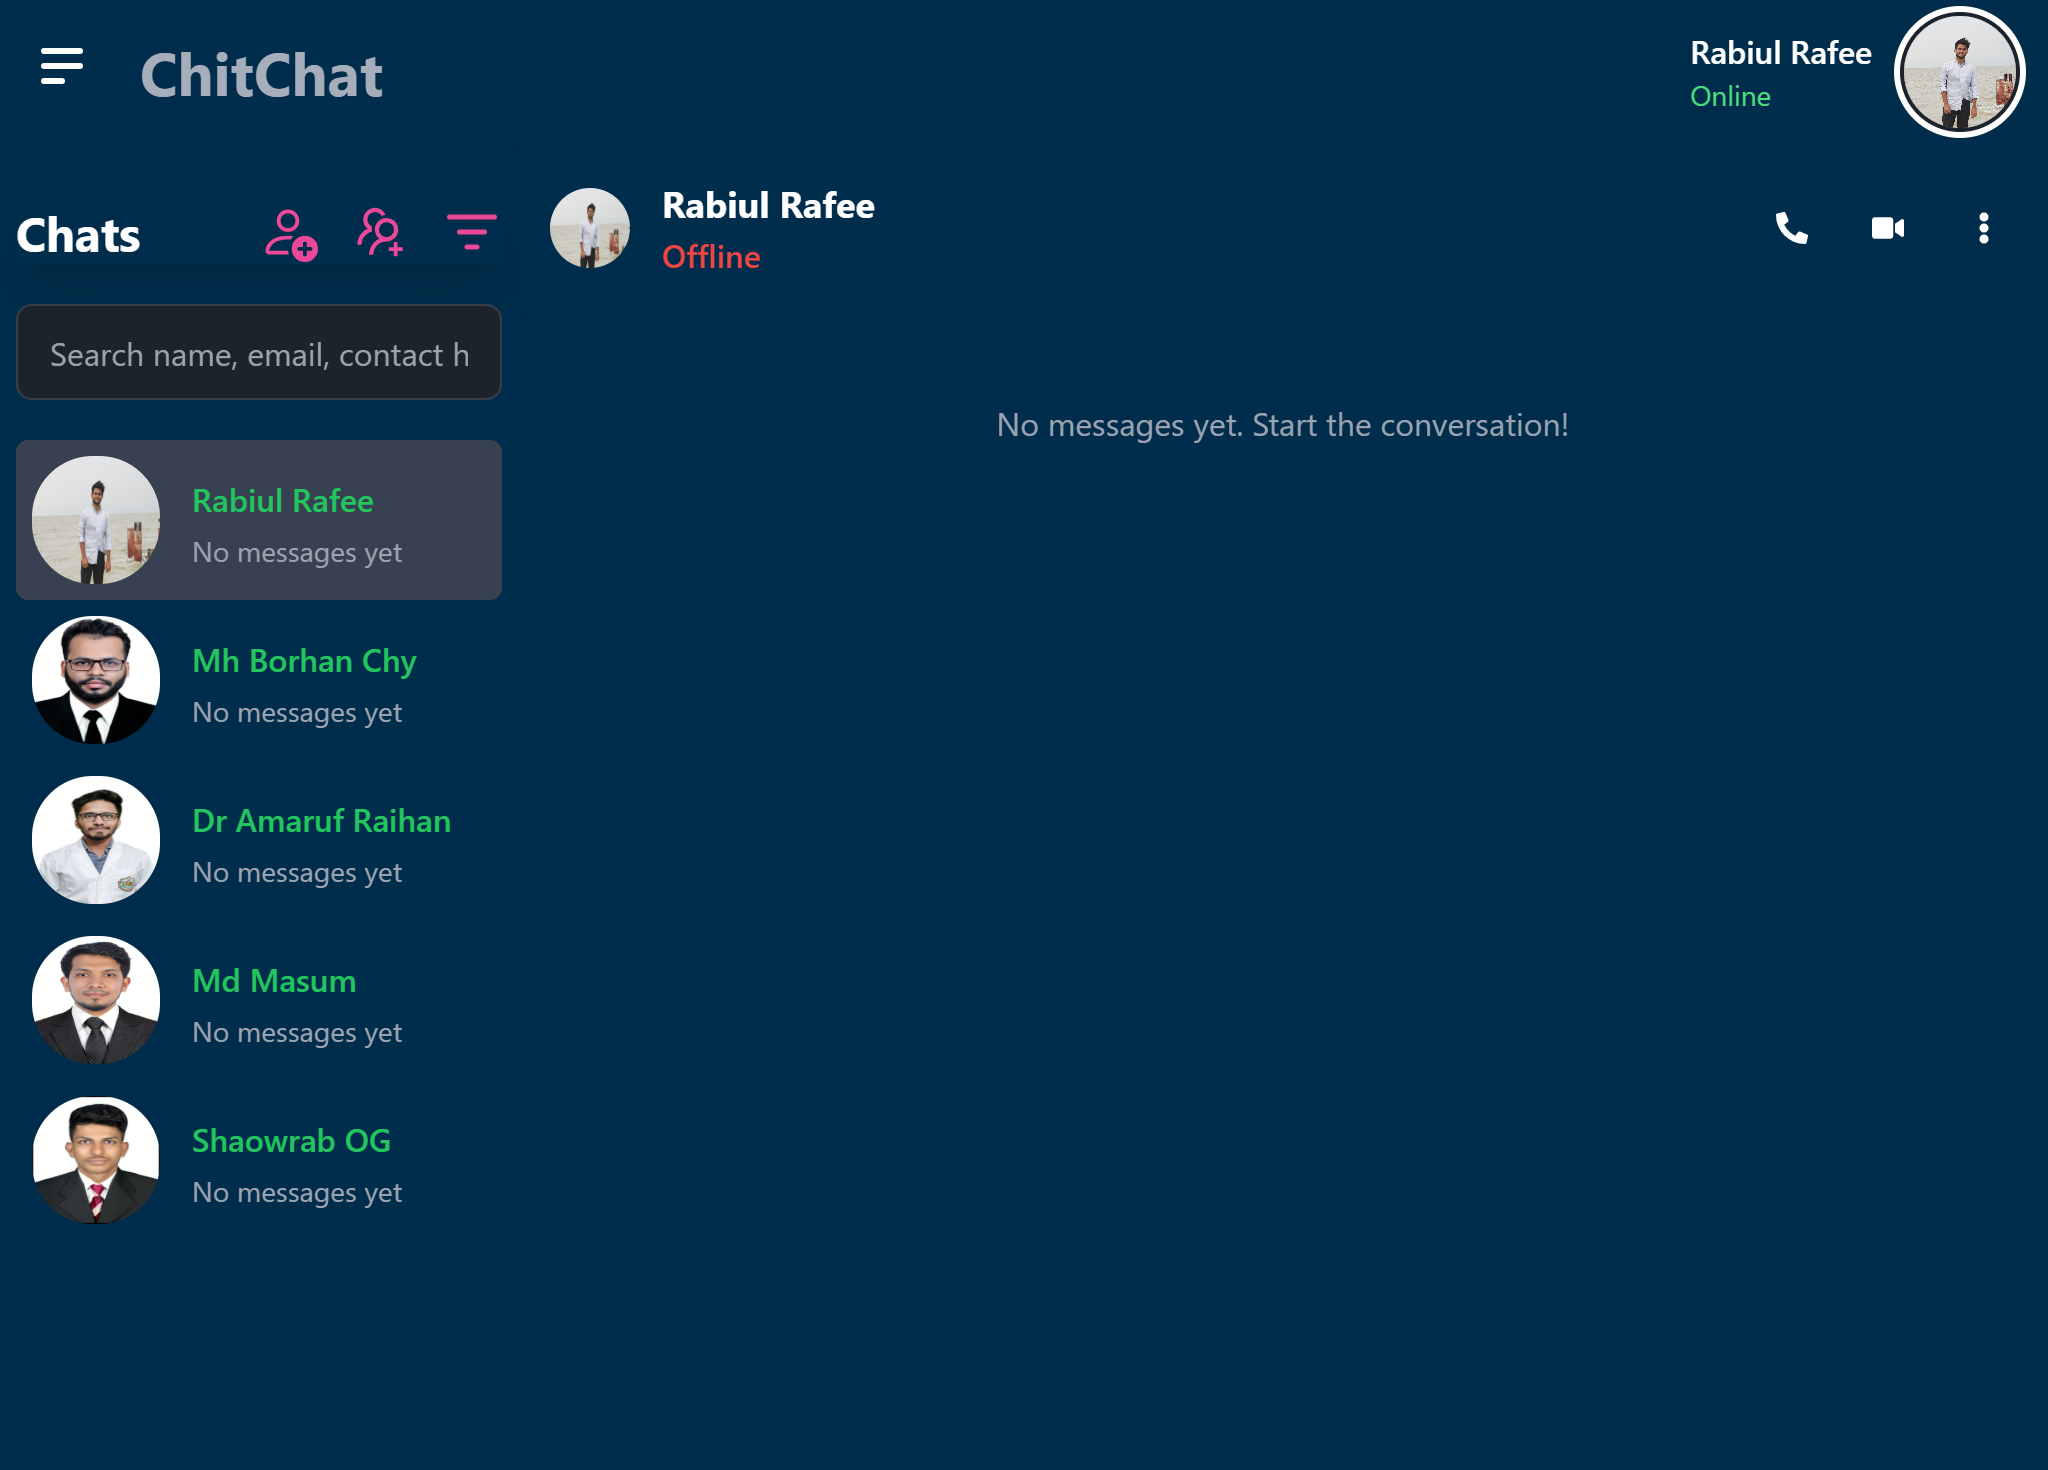 ChitChat
Rabiul Rafee
Online
Chats
Rabiul Rafee
Offline
Search name, email, contact h
No messages yet. Start the conversation!
Rabiul Rafee
No messages yet
Mh Borhan Chy
No messages yet
Dr Amaruf Raihan
No messages yet
Md Masum
No messages yet
Shaowrab OG
No messages yet